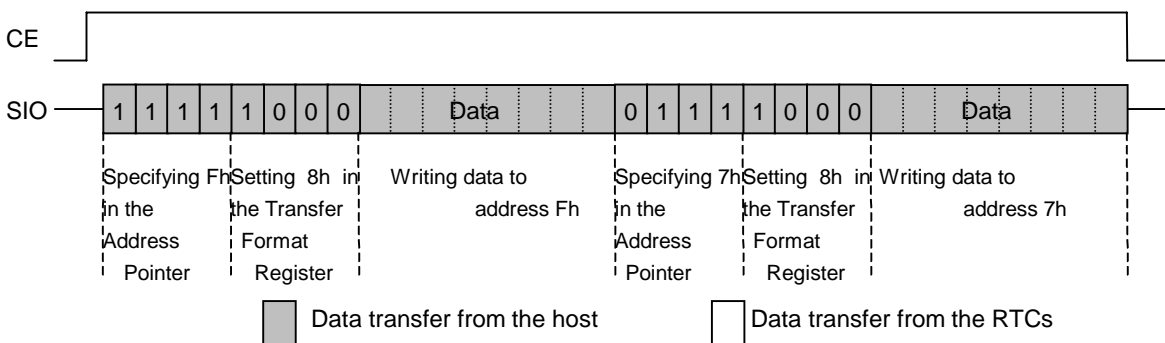 CE
SIO 1 1 1 1 1 0 0 0 Data 0 1 1 1 1 0 0 0 Data
Specifying Fh Setting 8h in Writing data to Specifying 7h Setting 8h in Writing data to
in the the Transfer address Fh in the the Transfer address 7h
Address Format Address Format
Pointer Register Pointer Register
Data transfer from the host Data transfer from the RTCs